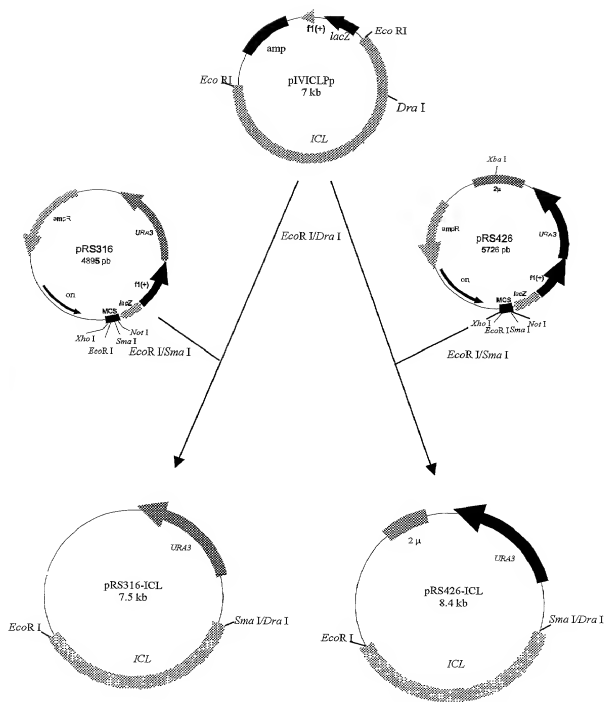 f1(+)
lacZ
Eco RI
amp
Eco RI
pIVICLPp
7 kb
ICL
Dra I
Xba I
2μ
ampR
URA3
pRS316
4895 pb
ori
f1(+)
MCS
lacZ
Xho I
Not I
Sma I
EcoR I
EcoR I/Sma I
EcoR I/Dra I
ampR
URA3
pRS426
5726 pb
ori
f1(+)
MCS
lacZ
Xho I
Not I
EcoR I
Sma I
EcoR I/Sma I
URA3
pRS316-ICL
7.5 kb
EcoR I
Sma I/Dra I
ICL
2 μ
URA3
pRS426-ICL
8.4 kb
EcoR I
Sma I/Dra I
ICL